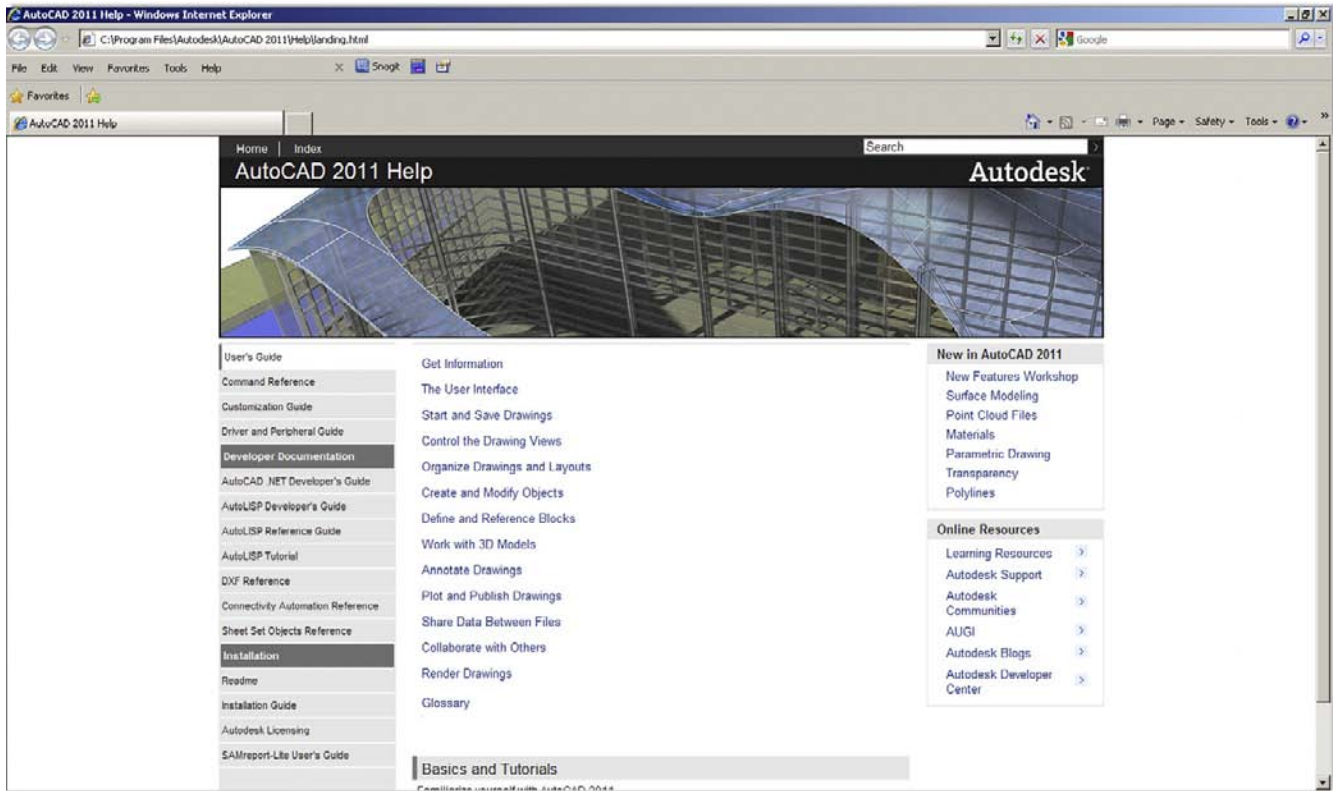 AutoCAD 2011 Help - Windows Internet Explorer
C:\Program Files\Autodesk\AutoCAD 2011\Help\landing.html
Google
File Edit View Favorites Tools Help
SnagIt
Favorites
AutoCAD 2011 Help
Page Safety Tools
Home | Index
Search
AutoCAD 2011 Help
Autodesk
User's Guide
Command Reference
Customization Guide
Driver and Peripheral Guide
Developer Documentation
AutoCAD .NET Developer's Guide
AutoLISP Developer's Guide
AutoLISP Reference Guide
AutoLISP Tutorial
DXF Reference
Connectivity Automation Reference
Sheet Set Objects Reference
Installation
Readme
Installation Guide
Autodesk Licensing
SAMreport-Lite User's Guide
Get Information
The User Interface
Start and Save Drawings
Control the Drawing Views
Organize Drawings and Layouts
Create and Modify Objects
Define and Reference Blocks
Work with 3D Models
Annotate Drawings
Plot and Publish Drawings
Share Data Between Files
Collaborate with Others
Render Drawings
Glossary
Basics and Tutorials
Familiarize yourself with AutoCAD 2011
New in AutoCAD 2011
New Features Workshop
Surface Modeling
Point Cloud Files
Materials
Parametric Drawing
Transparency
Polylines
Online Resources
Learning Resources
Autodesk Support
Autodesk
Communities
AUGI
Autodesk Blogs
Autodesk Developer
Center